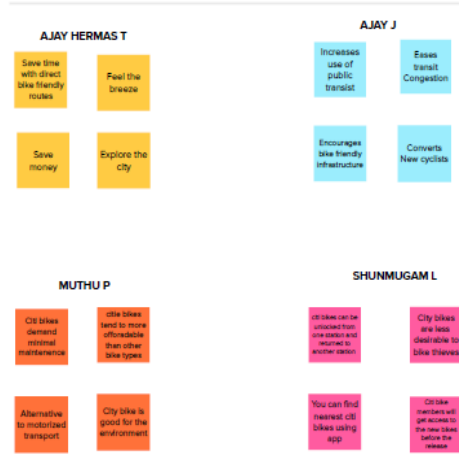 AJAY HERMAS T
Save time
with direct
bike friendly
routes
Feel the
breeze
Save
money
Explore the
city
AJAY J
Increases
use of
public
transist
Eases
transit
Congestion
Encourages
bike friendly
infrastructure
Converts
New cyclists
MUTHU P
Citi bikes
demand
minimal
maintenence
citie bikes
tend to more
offoradable
than other
bike types
Alternative
to motorized
transport
City bike is
good for the
environment
SHUNMUGAM L
citi bikes can be
unlocked from
one station and
returned to
another station
City bikes
are less
desirable to
bike thieves
You can find
nearest citi
bikes using
app
Citi bike
members will
get access to
the new bikes
before the
release